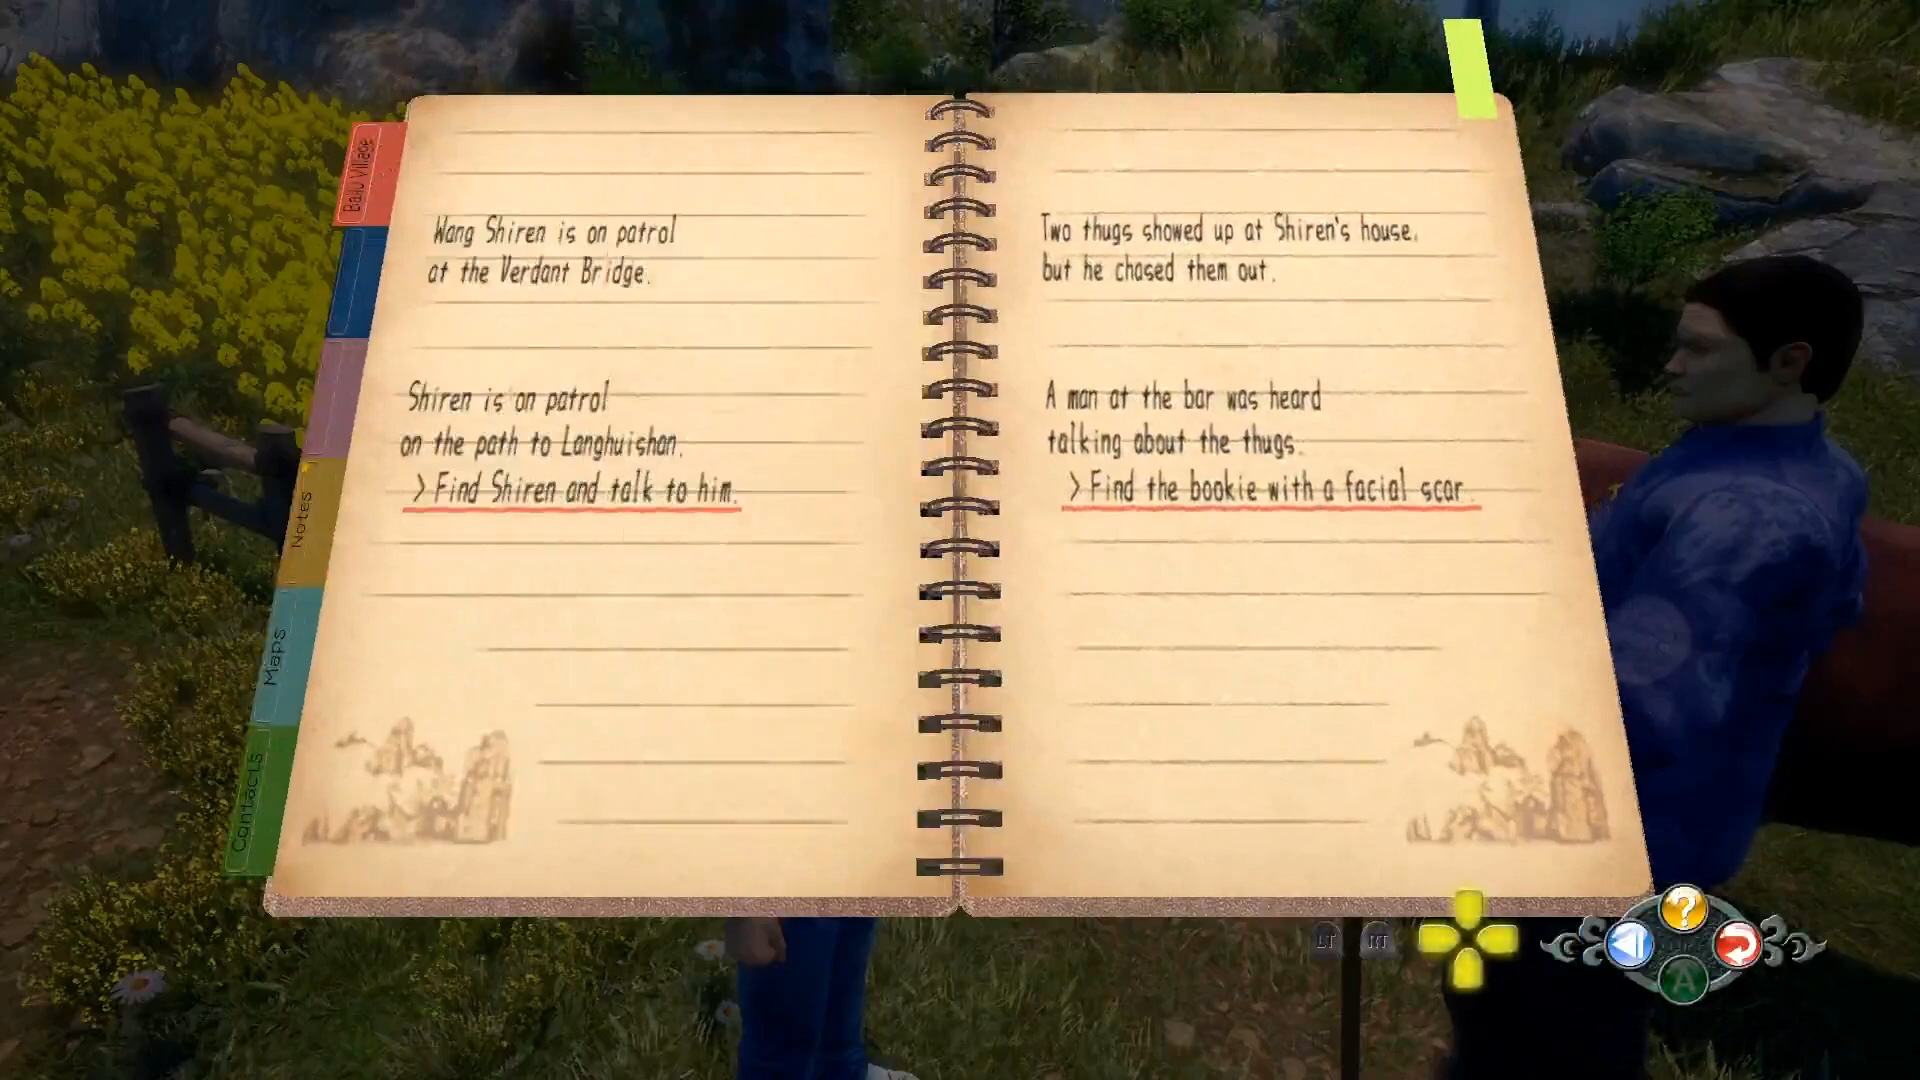 Bailu Village
Notes
Maps
Contacts
Wang Shiren is on patrol
at the Verdant Bridge.
Shiren is on patrol
on the path to Langhuishan.
> Find Shiren and talk to him.
Two thugs showed up at Shiren's house,
but he chased them out.
A man at the bar was heard
talking about the thugs.
> Find the bookie with a facial scar.
LT RT
?
A